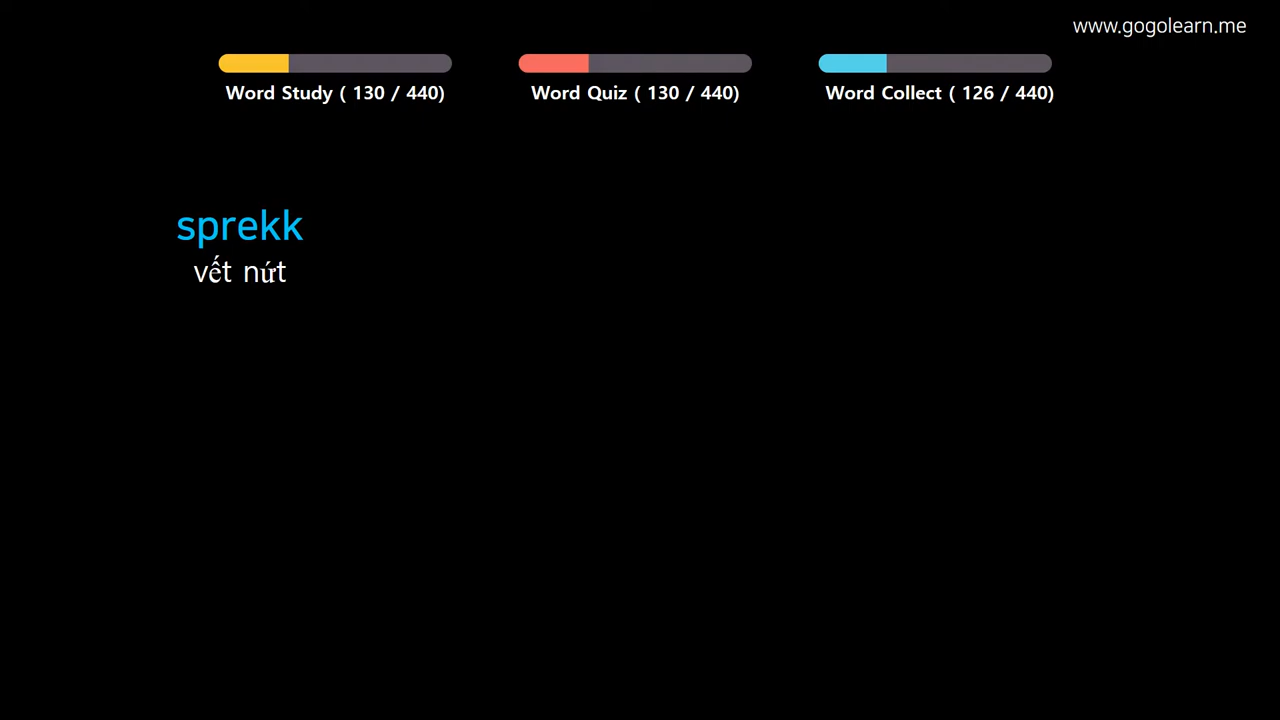 www.gogolearn.me
Word Study ( 130 / 440)
Word Quiz ( 130 / 440)
Word Collect ( 126 / 440)
sprekk
vết nứt